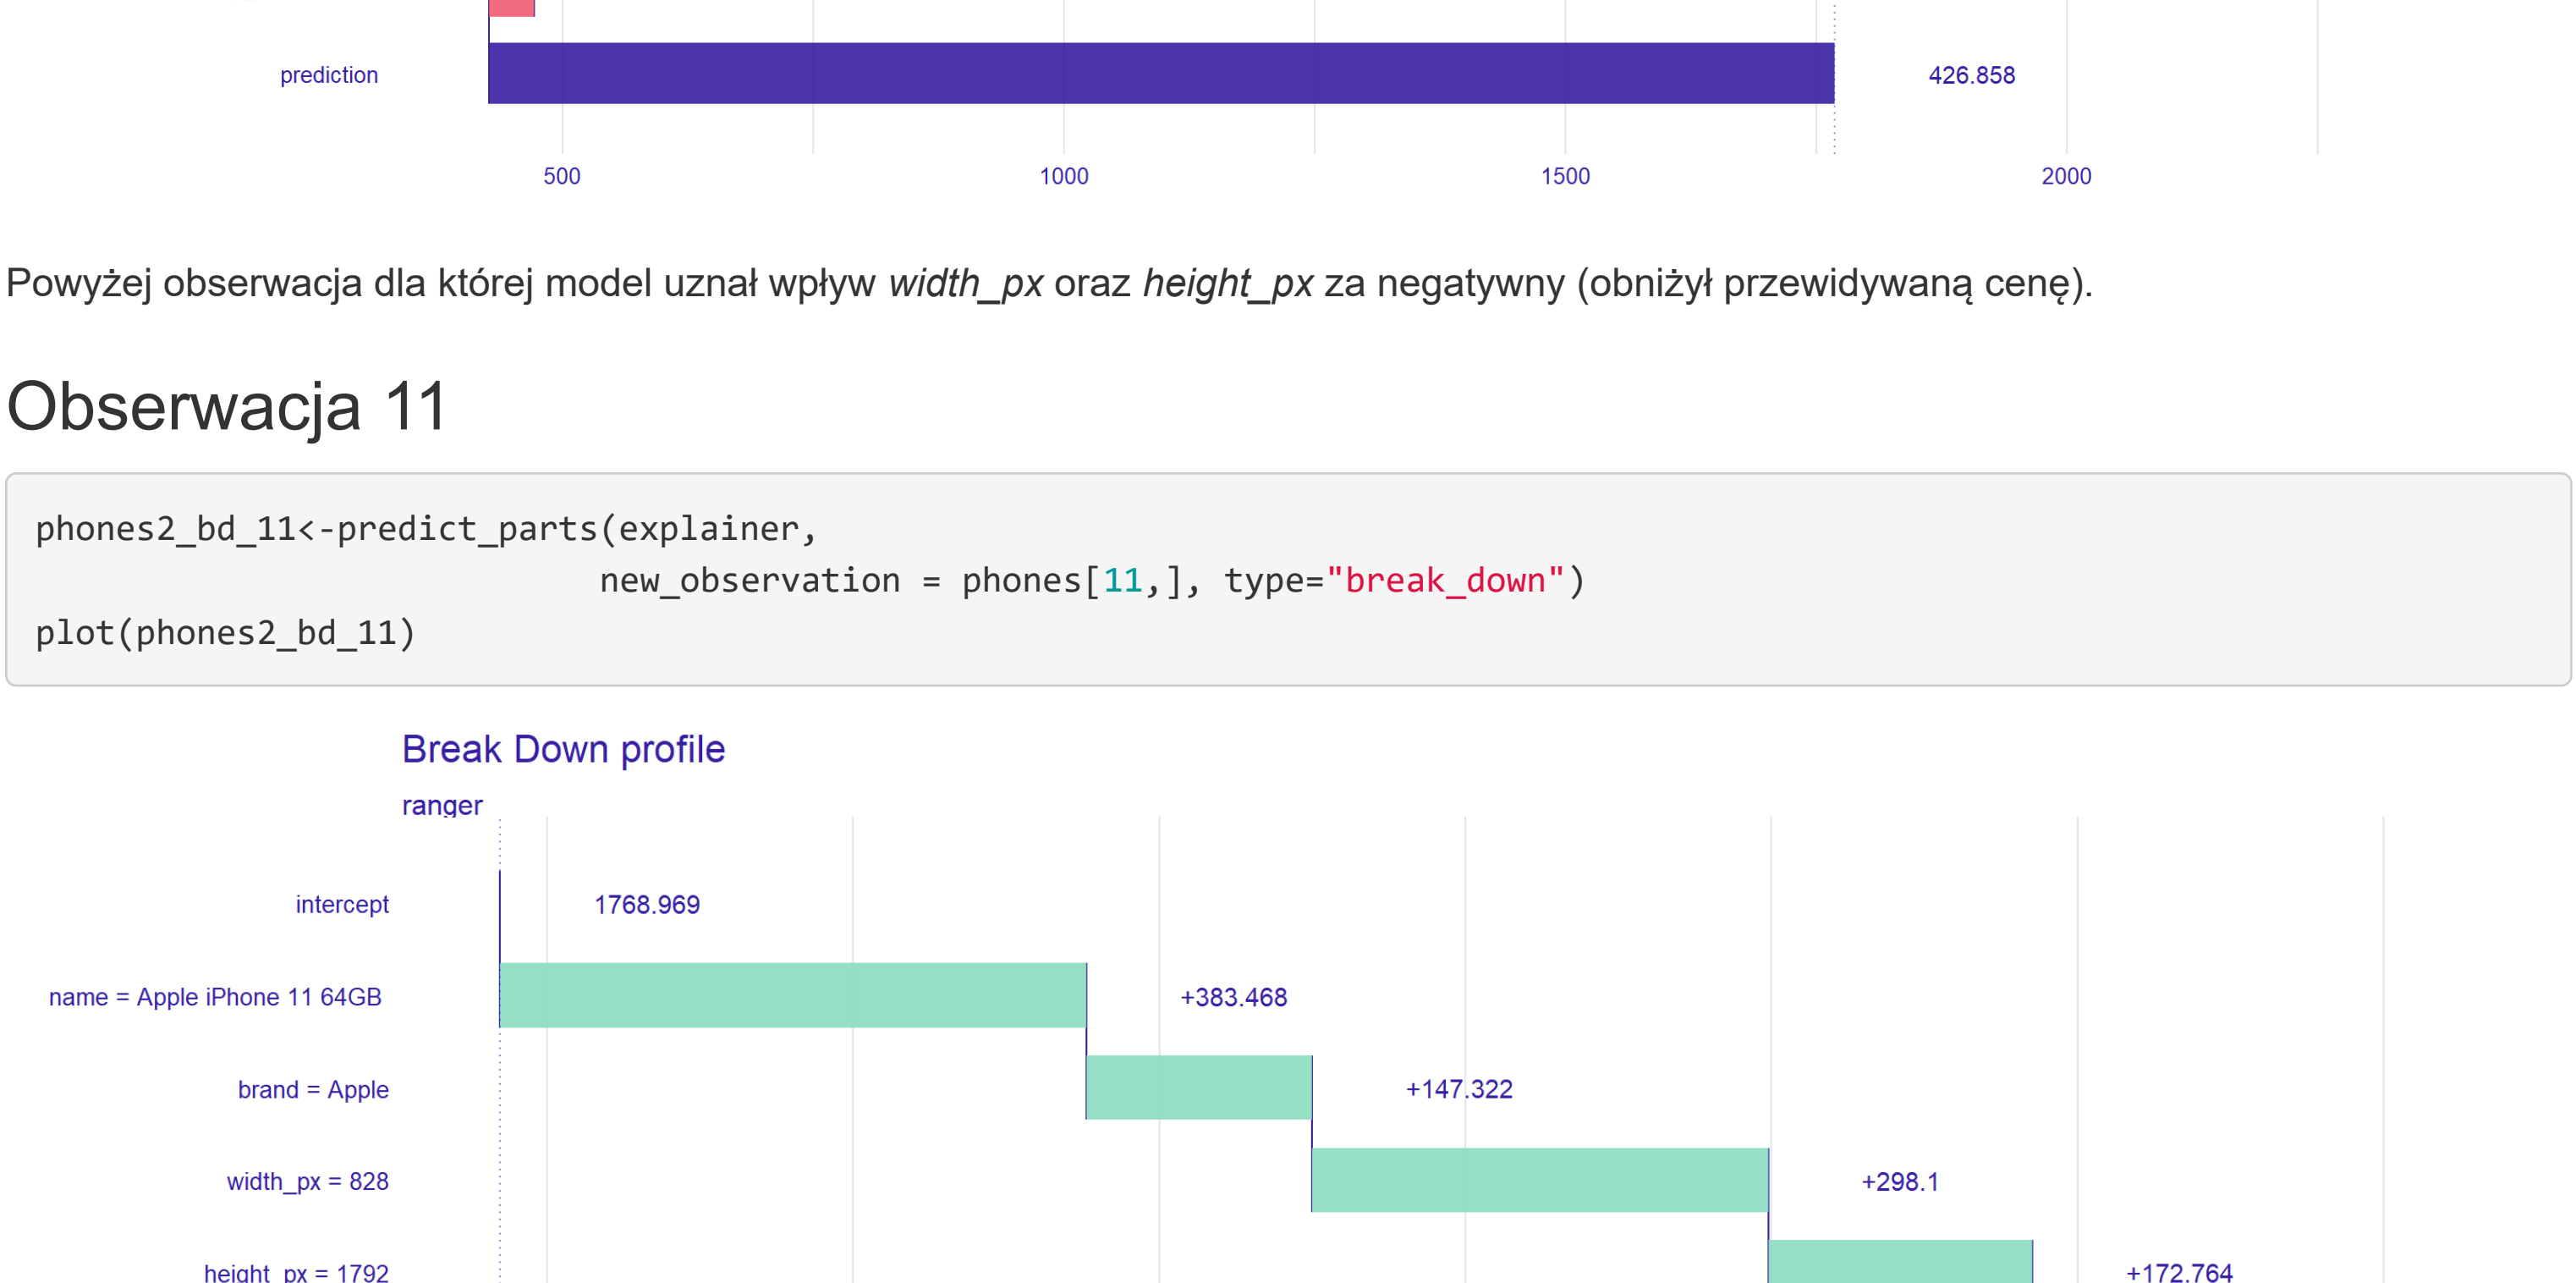 prediction
426.858
500 1000 1500 2000
Powyżej obserwacja dla której model uznał wpływ width_px oraz height_px za negatywny (obniżył przewidywaną cenę).
Obserwacja 11
phones2_bd_11<-predict_parts(explainer,
new_observation = phones[11,], type="break_down")
plot(phones2_bd_11)
Break Down profile
ranger
intercept 1768.969
name = Apple iPhone 11 64GB +383.468
brand = Apple +147.322
width_px = 828 +298.1
height_px = 1792 +172.764